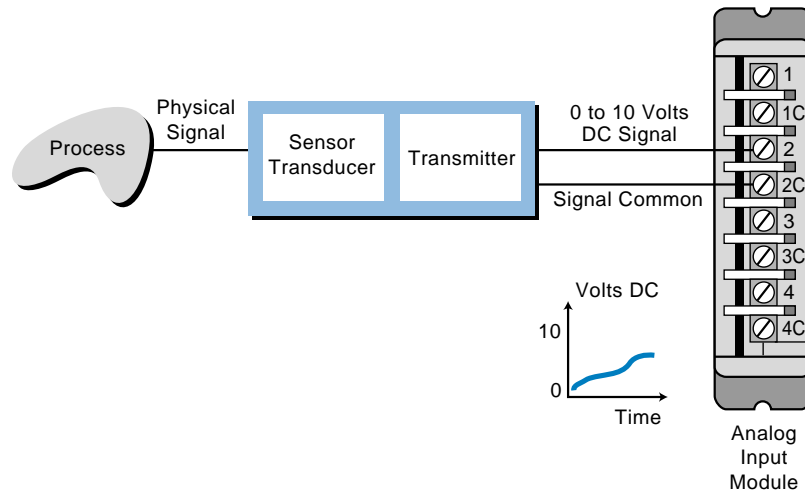 Process
Physical
Signal
Sensor
Transducer
Transmitter
0 to 10 Volts
DC Signal
Signal Common
1
1C
2
2C
3
3C
4
4C
Volts DC
10
0
Time
Analog
Input
Module